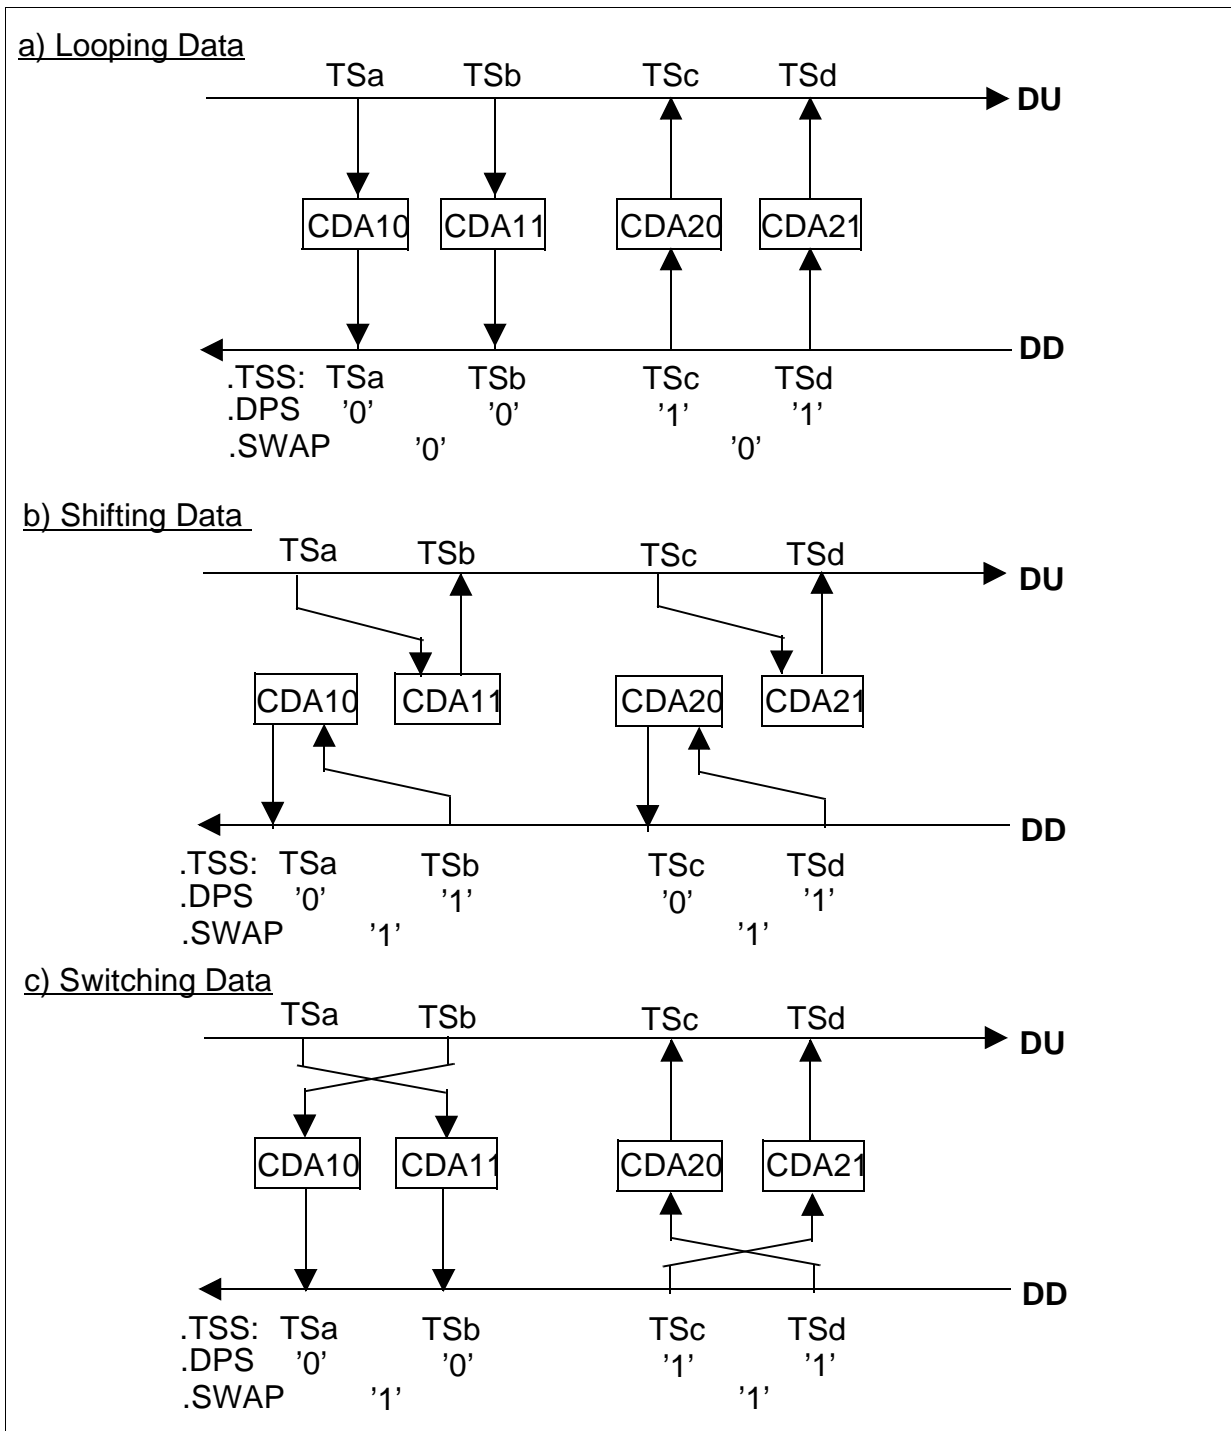 a) Looping Data
TSa TSb TSc TSd
DU
CDA10 CDA11 CDA20 CDA21
DD
.TSS: TSa TSb TSc TSd
.DPS ’0’ ’0’ ’1’ ’1’
.SWAP ’0’ ’0’
b) Shifting Data
TSa TSb TSc TSd
DU
CDA10 CDA11 CDA20 CDA21
DD
.TSS: TSa TSb TSc TSd
.DPS ’0’ ’1’ ’0’ ’1’
.SWAP ’1’ ’1’
c) Switching Data
TSa TSb TSc TSd
DU
CDA10 CDA11 CDA20 CDA21
DD
.TSS: TSa TSb TSc TSd
.DPS ’0’ ’0’ ’1’ ’1’
.SWAP ’1’ ’1’